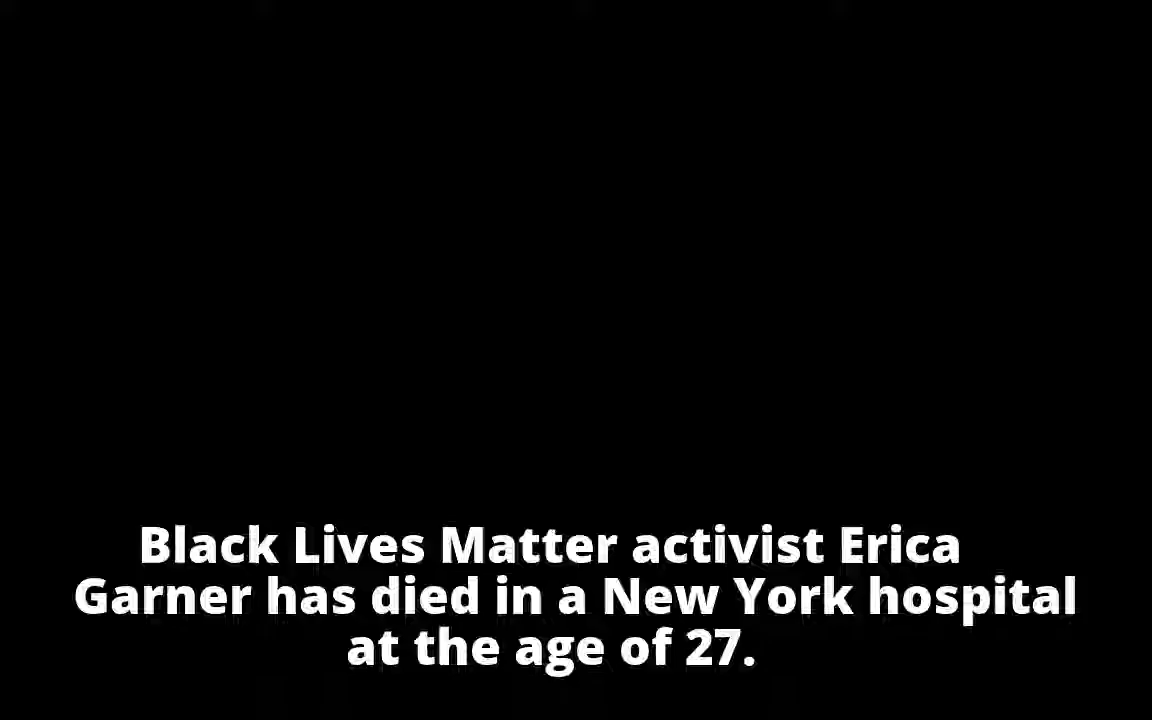 Black Lives Matter activist Erica
Garner has died in a New York hospital
at the age of 27.